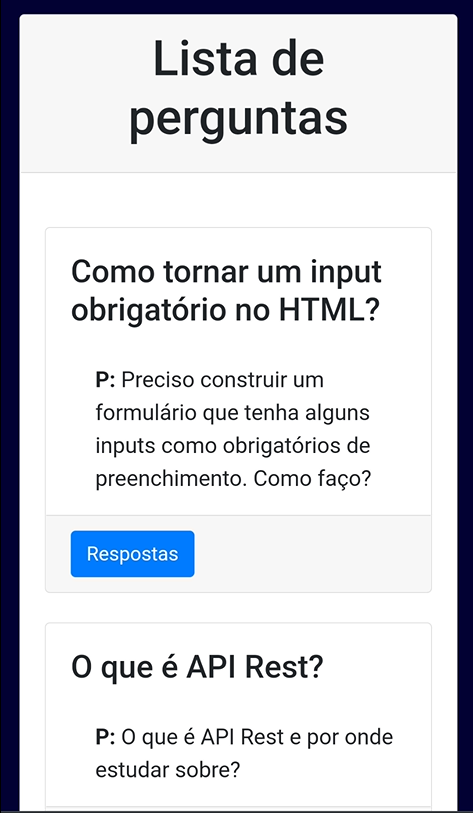 Lista de
perguntas
Como tornar um input
obrigatório no HTML?
P: Preciso construir um
formulário que tenha alguns
inputs como obrigatórios de
preenchimento. Como faço?
Respostas
O que é API Rest?
P: O que é API Rest e por onde
estudar sobre?